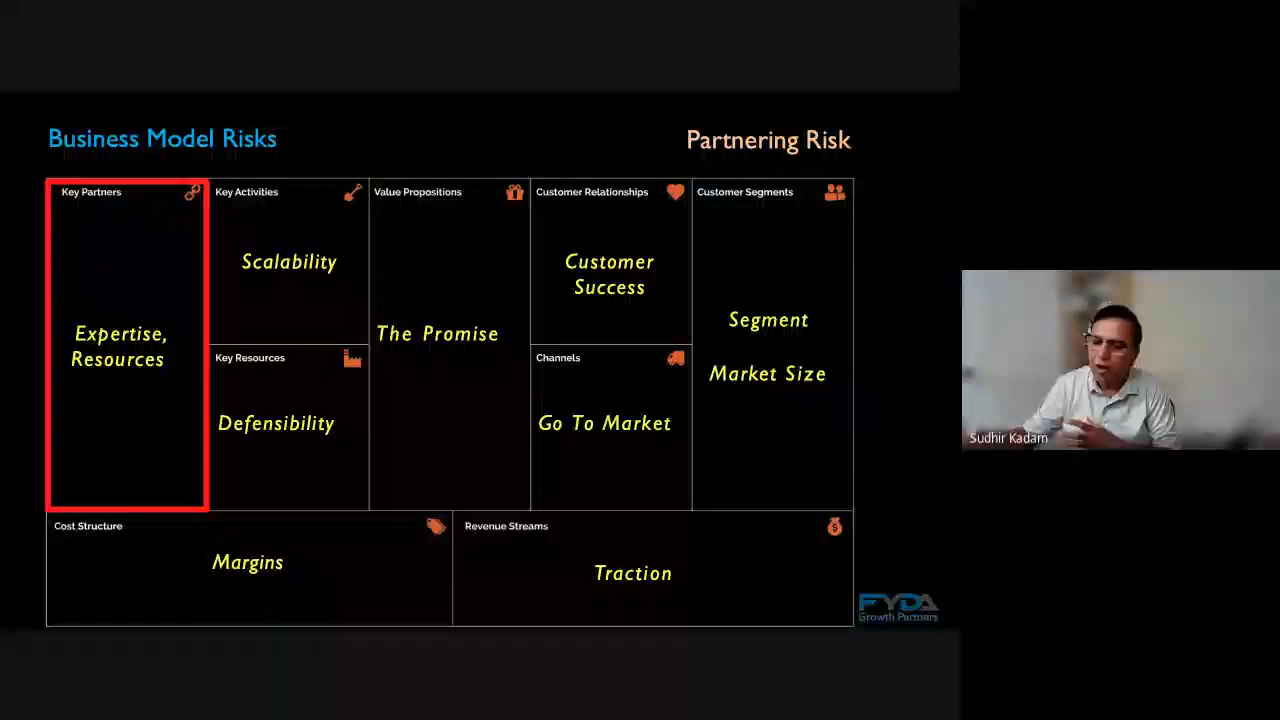 Business Model Risks
Partnering Risk
Key Partners
Expertise,
Resources
Key Activities
Scalability
Key Resources
Defensibility
Value Propositions
The Promise
Customer Relationships
Customer
Success
Channels
Go To Market
Customer Segments
Segment
Market Size
Cost Structure
Margins
Revenue Streams
$
Traction
FYDA
Growth Partners
Sudhir Kadam